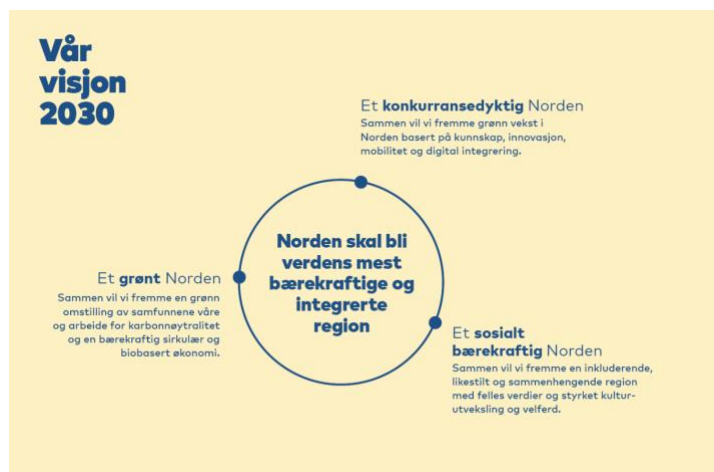 Vår
visjon
2030
Et konkurransedyktig Norden
Sammen vil vi fremme grønn vekst i
Norden basert på kunnskap, innovasjon,
mobilitet og digital integrering.
Norden skal bli
verdens mest
bærekraftige og
integrerte
region
Et grønt Norden
Sammen vil vi fremme en grønn
omstilling av samfunnene våre
og arbeide for karbonnøytralitet
og en bærekraftig sirkulær og
biobasert økonomi.
Et sosialt
bærekraftig Norden
Sammen vil vi fremme en inkluderende,
likestilt og sammenhengende region
med felles verdier og styrket kultur-
utveksling og velferd.